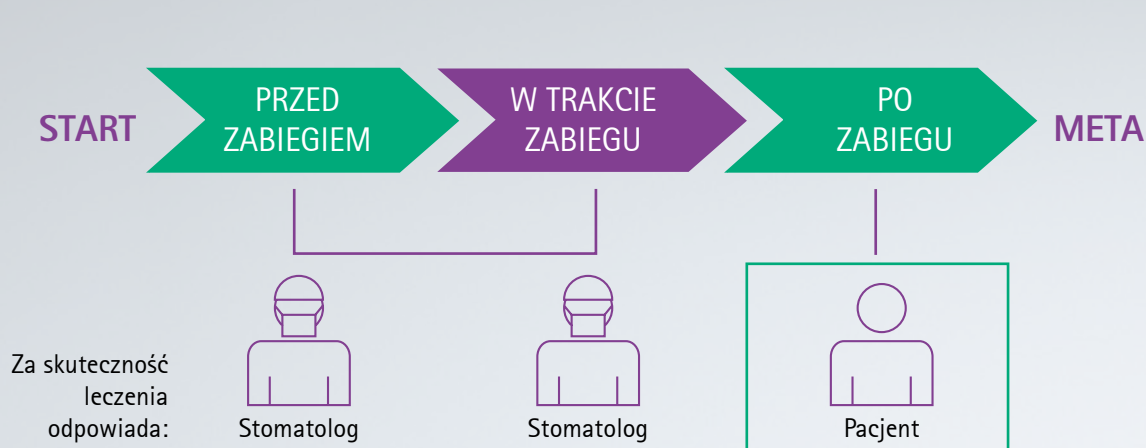 START
PRZED
ZABIEGIEM
W TRAKCIE
ZABIEGU
PO
ZABIEGU
META
Za skuteczność
leczenia
odpowiada:
Stomatolog
Stomatolog
Pacjent